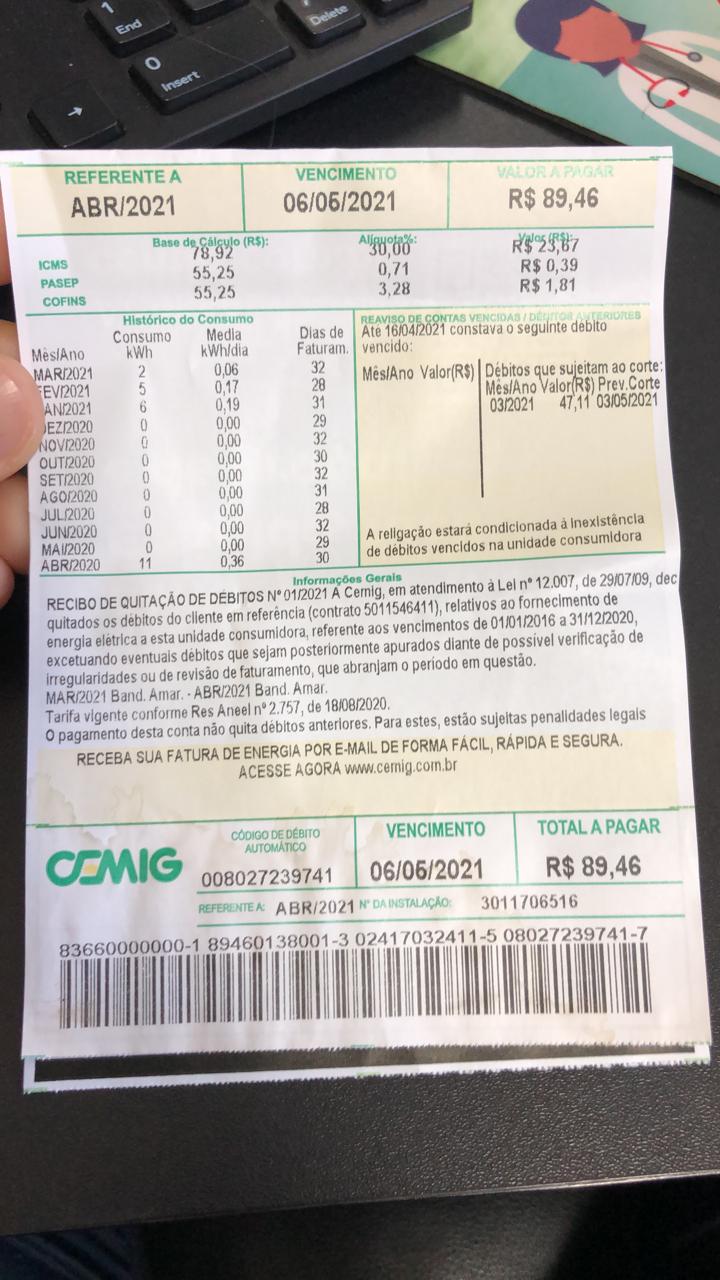 1
End
0
Insert
Delete
REFERENTE A
VENCIMENTO
VALOR A PAGAR
ABR/2021
06/05/2021
R$ 89,46
Base de Cálculo (R$):
Alíquota%:
Valor (R$):
ICMS 78,92 30,00 R$ 23,67
PASEP 55,25 0,71 R$ 0,39
COFINS 55,25 3,28 R$ 1,81
Histórico do Consumo
Mês/Ano
Consumo
kWh
Media
kWh/dia
Dias de
Faturam.
MAR/2021 2 0,06 32
FEV/2021 5 0,17 28
JAN/2021 6 0,19 31
DEZ/2020 0 0,00 29
NOV/2020 0 0,00 32
OUT/2020 0 0,00 30
SET/2020 0 0,00 32
AGO/2020 0 0,00 31
JUL/2020 0 0,00 28
JUN/2020 0 0,00 32
MAI/2020 0 0,00 29
ABR/2020 11 0,36 30
REAVISO DE CONTAS VENCIDAS / DÉBITOS ANTERIORES
Até 16/04/2021 constava o seguinte debito
vencido:
Mês/Ano Valor(R$)
Débitos que sujeitam ao corte:
Mês/Ano Valor(R$) Prev.Corte
03/2021 47,11 03/05/2021
A religação estará condicionada à inexistência
de débitos vencidos na unidade consumidora
Informações Gerais
RECIBO DE QUITAÇÃO DE DÉBITOS Nº 01/2021 A Cemig, em atendimento à Lei nº 12.007, de 29/07/09, dec
quitados os débitos do cliente em referência (contrato 5011546411), relativos ao fornecimento de
energia elétrica a esta unidade consumidora, referente aos vencimentos de 01/01/2016 a 31/12/2020,
excetuando eventuais débitos que sejam posteriormente apurados diante de possível verificação de
irregularidades ou de revisão de faturamento, que abranjam o período em questão.
MAR/2021 Band. Amar. - ABR/2021 Band. Amar.
Tarifa vigente conforme Res Aneel nº 2.757, de 18/08/2020.
O pagamento desta conta não quita débitos anteriores. Para estes, estão sujeitas penalidades legais
RECEBA SUA FATURA DE ENERGIA POR E-MAIL DE FORMA FÁCIL, RÁPIDA E SEGURA.
ACESSE AGORA www.cemig.com.br
CEMIG
CÓDIGO DE DÉBITO
AUTOMÁTICO
008027239741
VENCIMENTO
06/05/2021
TOTAL A PAGAR
R$ 89,46
REFERENTE A: ABR/2021 Nº DA INSTALAÇÃO: 3011706516
83660000000-1 89460138001-3 02417032411-5 08027239741-7